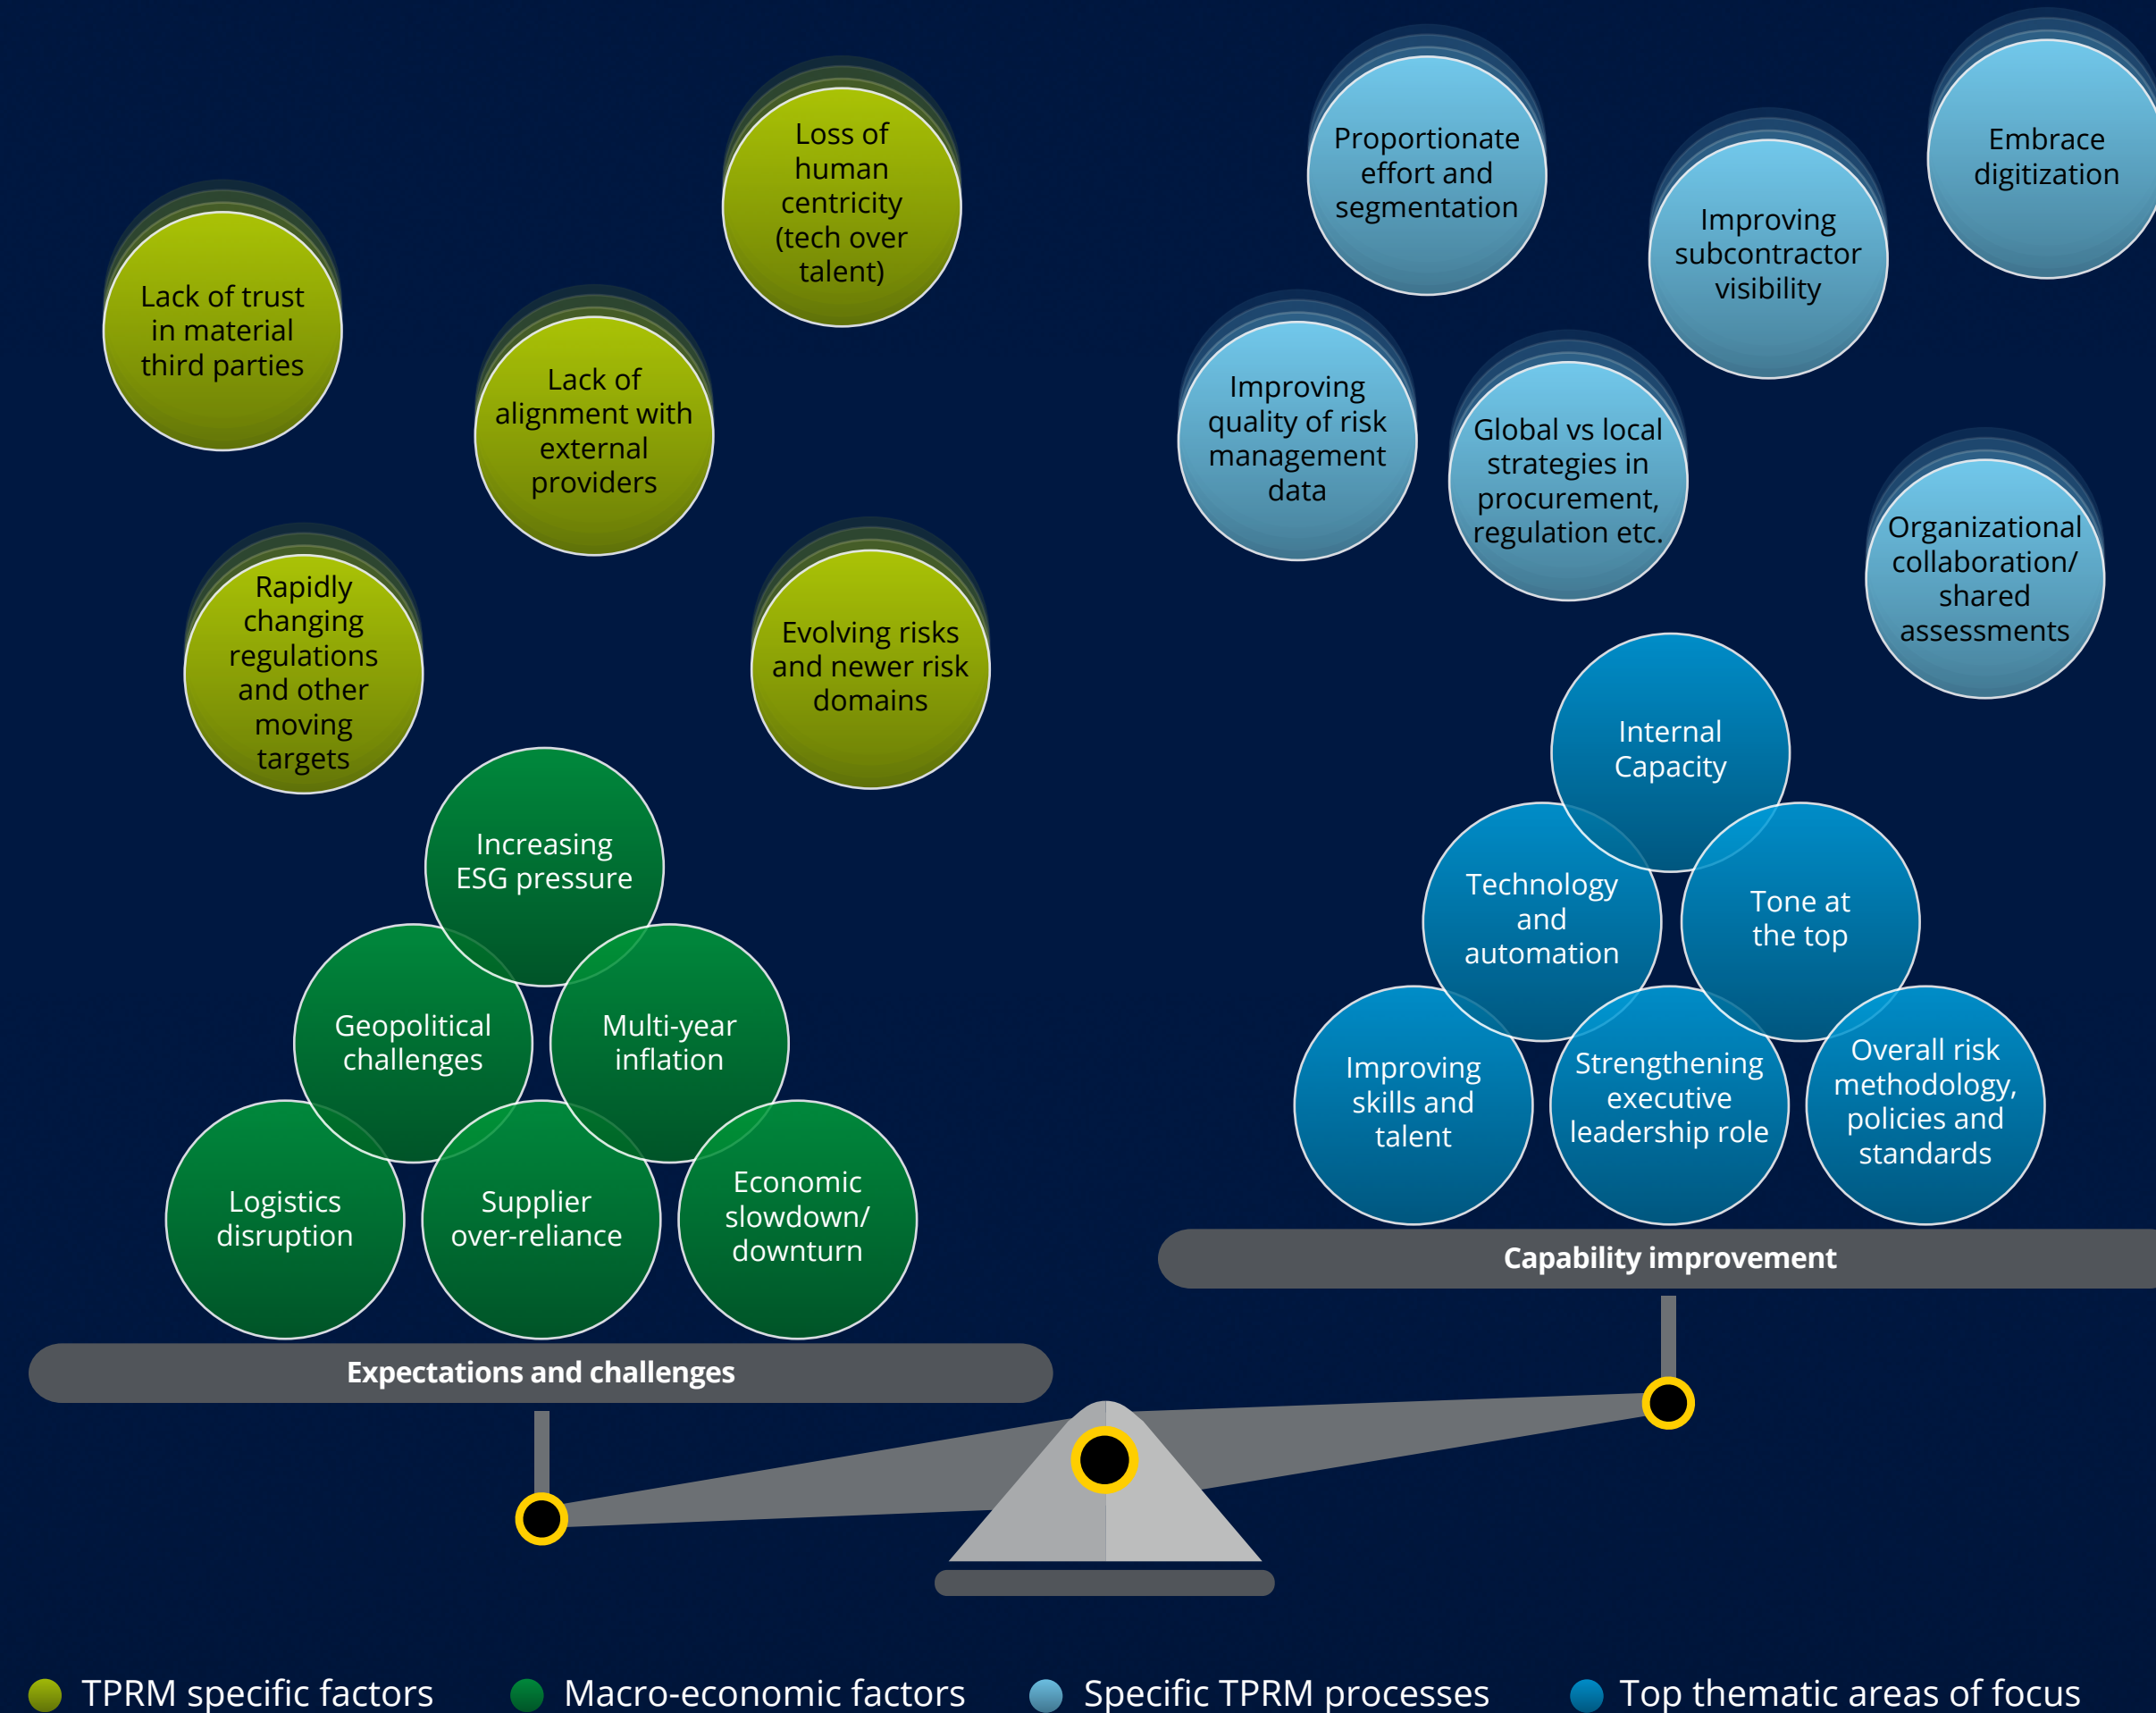 Loss of
human
centricity
(tech over
talent)
Lack of trust
in material
third parties
Lack of
alignment with
external
providers
Rapidly
changing
regulations
and other
moving
targets
Evolving risks
and newer risk
domains
Increasing
ESG pressure
Geopolitical
challenges
Multi-year
inflation
Logistics
disruption
Supplier
over-reliance
Economic
slowdown/
downturn
Expectations and challenges
Proportionate
effort and
segmentation
Improving
subcontractor
visibility
Embrace
digitization
Improving
quality of risk
management
data
Global vs local
strategies in
procurement,
regulation etc.
Organizational
collaboration/
shared
assessments
Internal
Capacity
Technology
and
automation
Tone at
the top
Improving
skills and
talent
Strengthening
executive
leadership role
Overall risk
methodology,
policies and
standards
Capability improvement
TPRM specific factors
Macro-economic factors
Specific TPRM processes
Top thematic areas of focus